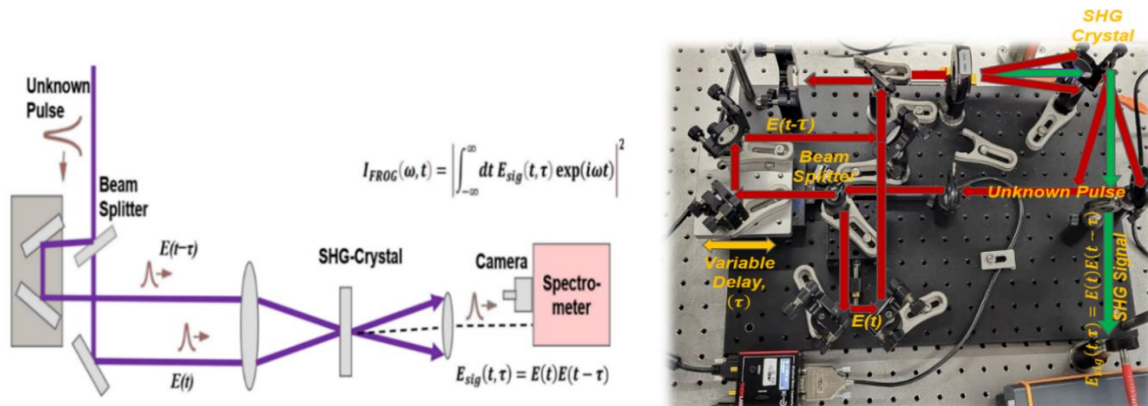 Unknown
Pulse
Beam
Splitter
E(t−τ)
E(t)
I_FROG(ω,t) = |∫_{-∞}^{∞} dt E_sig(t,τ) exp(iωt)|^2
SHG-Crystal
Camera
Spectro-
meter
E_sig(t,τ) = E(t)E(t − τ)
SHG
Crystal
E(t-τ)
Beam
Splitter
Unknown Pulse
Variable
Delay,
(τ)
E(t)
E_sig(t,τ) = E(t)E(t − τ)
SHG Signal